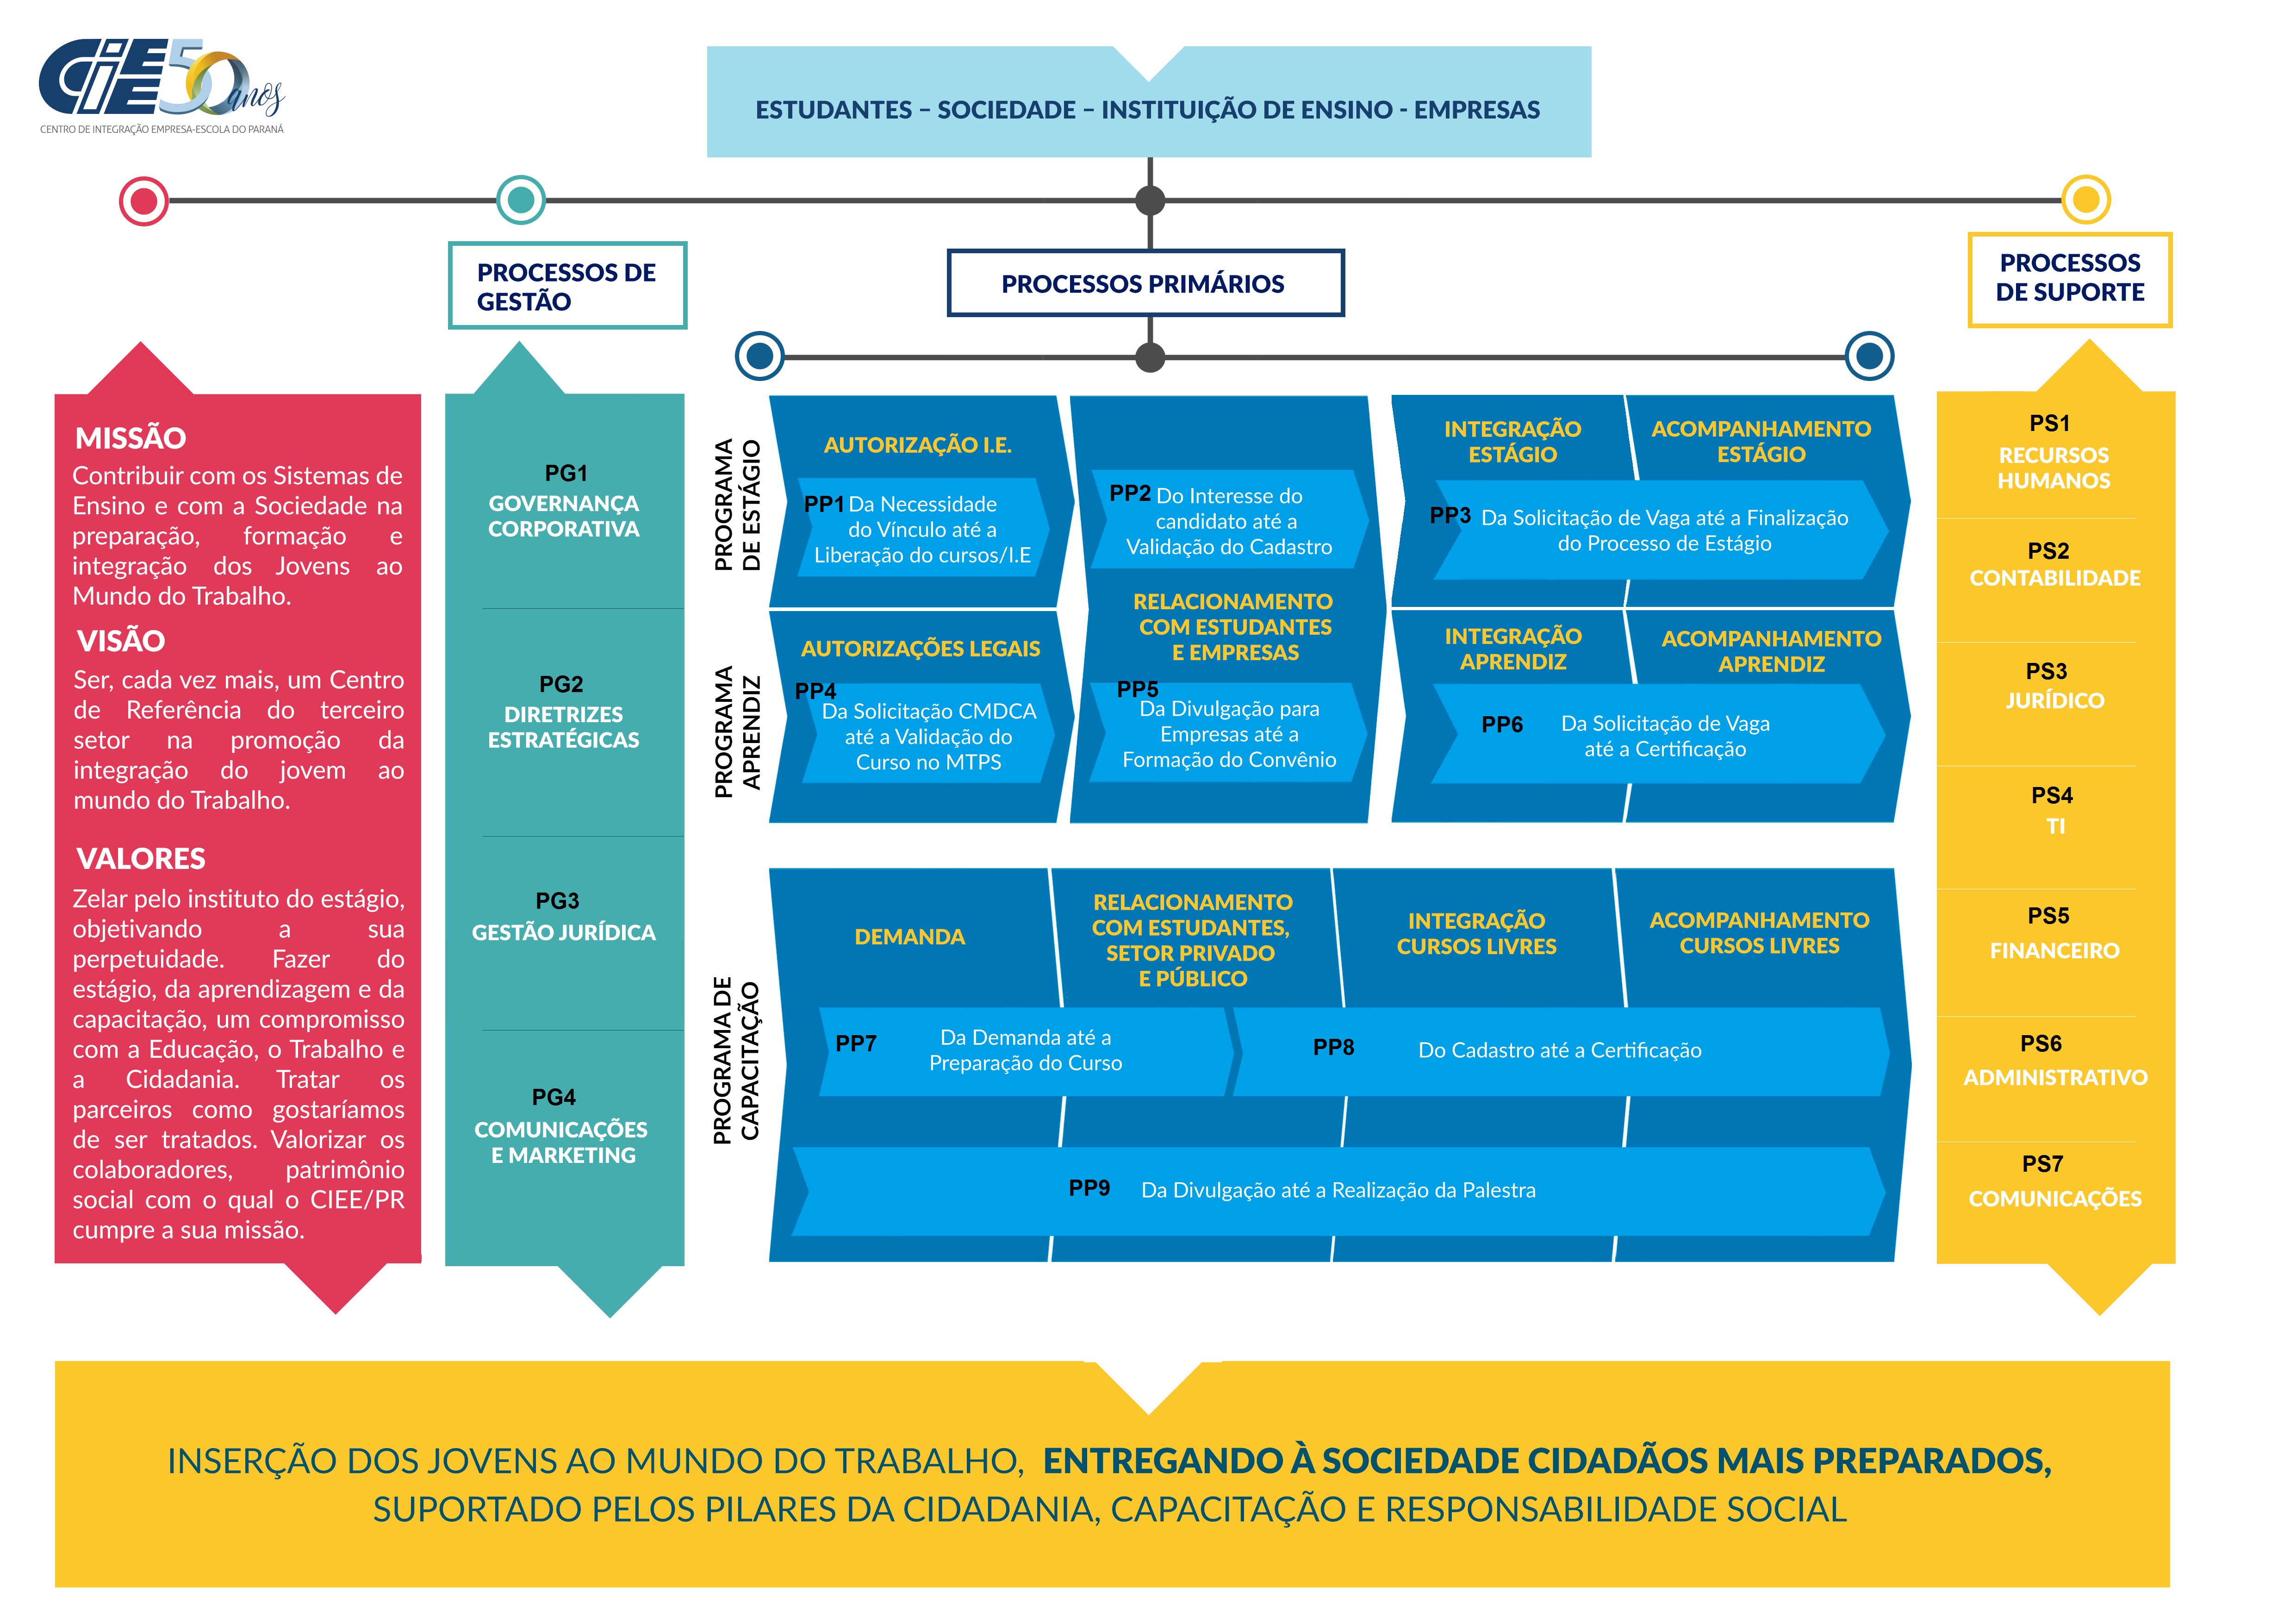 CIEE 50 anos
CENTRO DE INTEGRAÇÃO EMPRESA-ESCOLA DO PARANÁ
ESTUDANTES – SOCIEDADE – INSTITUIÇÃO DE ENSINO - EMPRESAS
PROCESSOS DE
GESTÃO
PROCESSOS PRIMÁRIOS
PROCESSOS
DE SUPORTE
MISSÃO
Contribuir com os Sistemas de
Ensino e com a Sociedade na
preparação, formação e
integração dos Jovens ao
Mundo do Trabalho.
VISÃO
Ser, cada vez mais, um Centro
de Referência do terceiro
setor na promoção da
integração do jovem ao
mundo do Trabalho.
VALORES
Zelar pelo instituto do estágio,
objetivando a sua
perpetuidade. Fazer do
estágio, da aprendizagem e da
capacitação, um compromisso
com a Educação, o Trabalho e
a Cidadania. Tratar os
parceiros como gostaríamos
de ser tratados. Valorizar os
colaboradores, patrimônio
social com o qual o CIEE/PR
cumpre a sua missão.
PG1
GOVERNANÇA
CORPORATIVA
PG2
DIRETRIZES
ESTRATÉGICAS
PG3
GESTÃO JURÍDICA
PG4
COMUNICAÇÕES
E MARKETING
PROGRAMA
DE ESTÁGIO
AUTORIZAÇÃO I.E.
PP1 Da Necessidade
do Vínculo até a
Liberação do cursos/I.E
PP2 Do Interesse do
candidato até a
Validação do Cadastro
RELACIONAMENTO
COM ESTUDANTES
E EMPRESAS
INTEGRAÇÃO
ESTÁGIO
ACOMPANHAMENTO
ESTÁGIO
PP3 Da Solicitação de Vaga até a Finalização
do Processo de Estágio
PROGRAMA
APRENDIZ
AUTORIZAÇÕES LEGAIS
PP4
Da Solicitação CMDCA
até a Validação do
Curso no MTPS
PP5
Da Divulgação para
Empresas até a
Formação do Convênio
INTEGRAÇÃO
APRENDIZ
ACOMPANHAMENTO
APRENDIZ
PP6 Da Solicitação de Vaga
até a Certificação
PROGRAMA DE
CAPACITAÇÃO
DEMANDA
RELACIONAMENTO
COM ESTUDANTES,
SETOR PRIVADO
E PÚBLICO
INTEGRAÇÃO
CURSOS LIVRES
ACOMPANHAMENTO
CURSOS LIVRES
PP7 Da Demanda até a
Preparação do Curso
PP8 Do Cadastro até a Certificação
PP9 Da Divulgação até a Realização da Palestra
PS1
RECURSOS
HUMANOS
PS2
CONTABILIDADE
PS3
JURÍDICO
PS4
TI
PS5
FINANCEIRO
PS6
ADMINISTRATIVO
PS7
COMUNICAÇÕES
INSERÇÃO DOS JOVENS AO MUNDO DO TRABALHO, ENTREGANDO À SOCIEDADE CIDADÃOS MAIS PREPARADOS,
SUPORTADO PELOS PILARES DA CIDADANIA, CAPACITAÇÃO E RESPONSABILIDADE SOCIAL